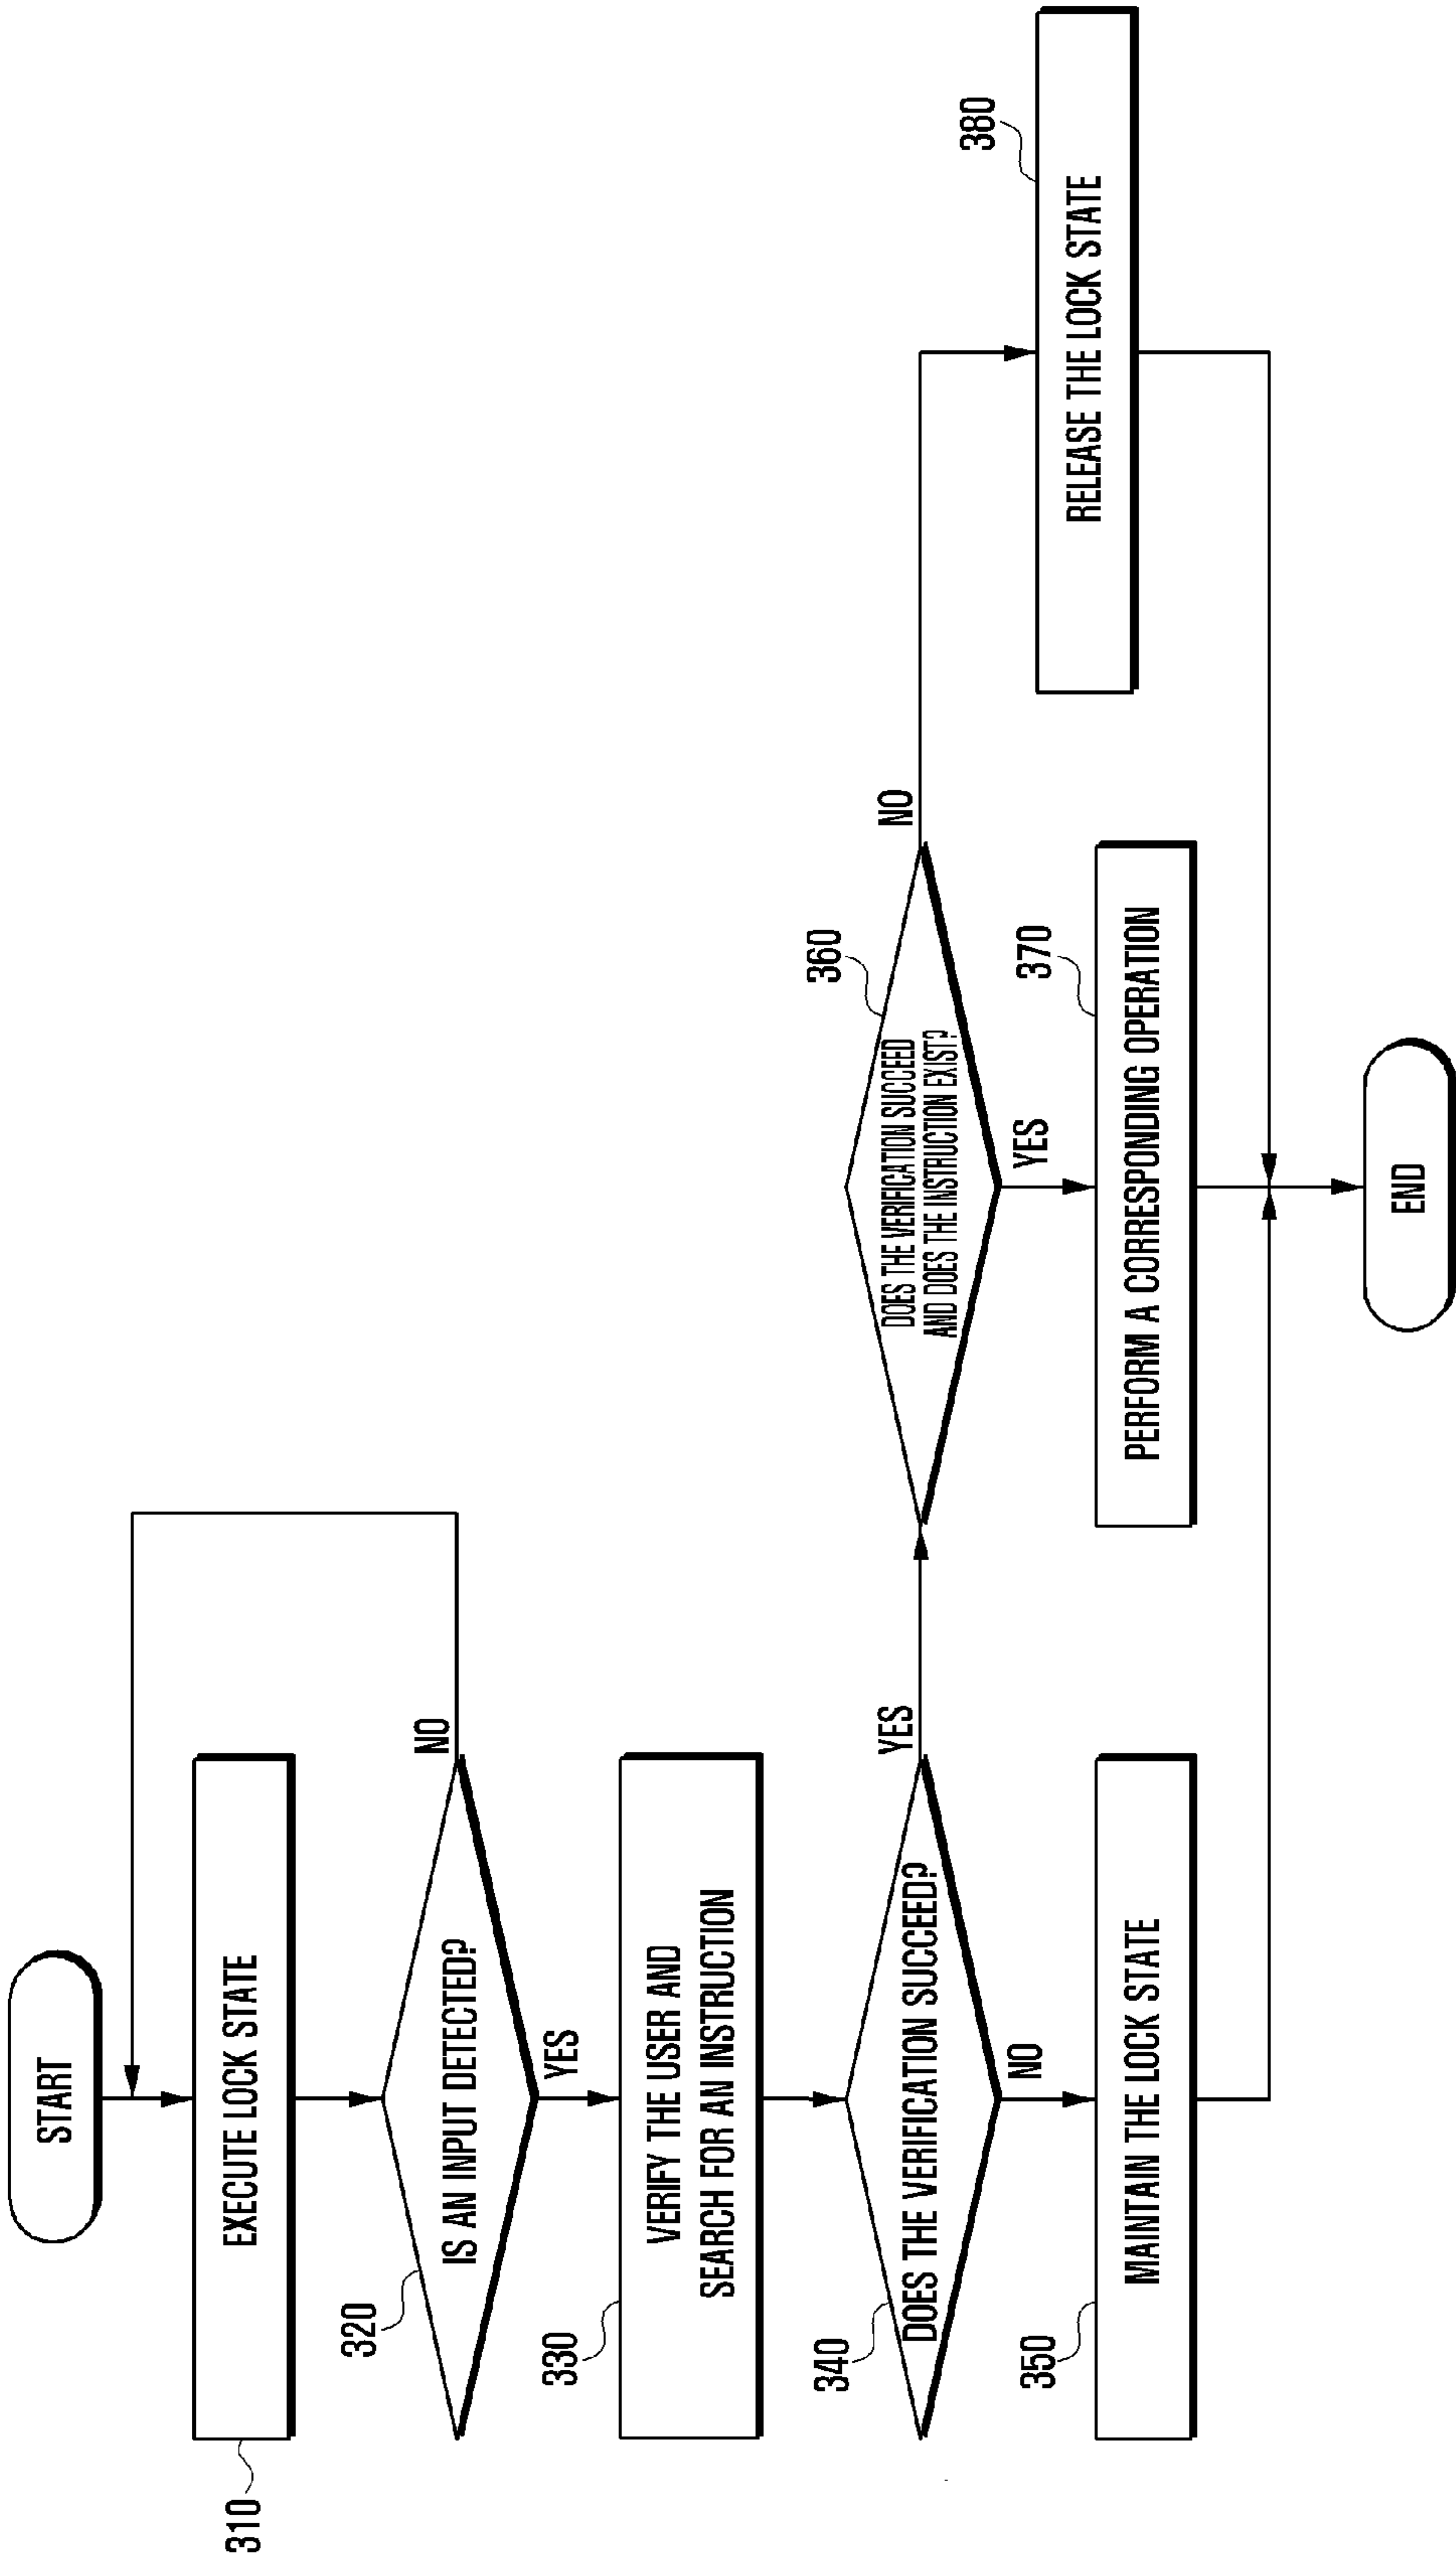 START
310
EXECUTE LOCK STATE
320
IS AN INPUT DETECTED?
NO
YES
330
VERIFY THE USER AND
SEARCH FOR AN INSTRUCTION
340
DOES THE VERIFICATION SUCCEED?
YES
NO
350
MAINTAIN THE LOCK STATE
360
DOES THE VERIFICATION SUCCEED
AND DOES THE INSTRUCTION EXIST?
NO
YES
370
PERFORM A CORRESPONDING OPERATION
380
RELEASE THE LOCK STATE
END